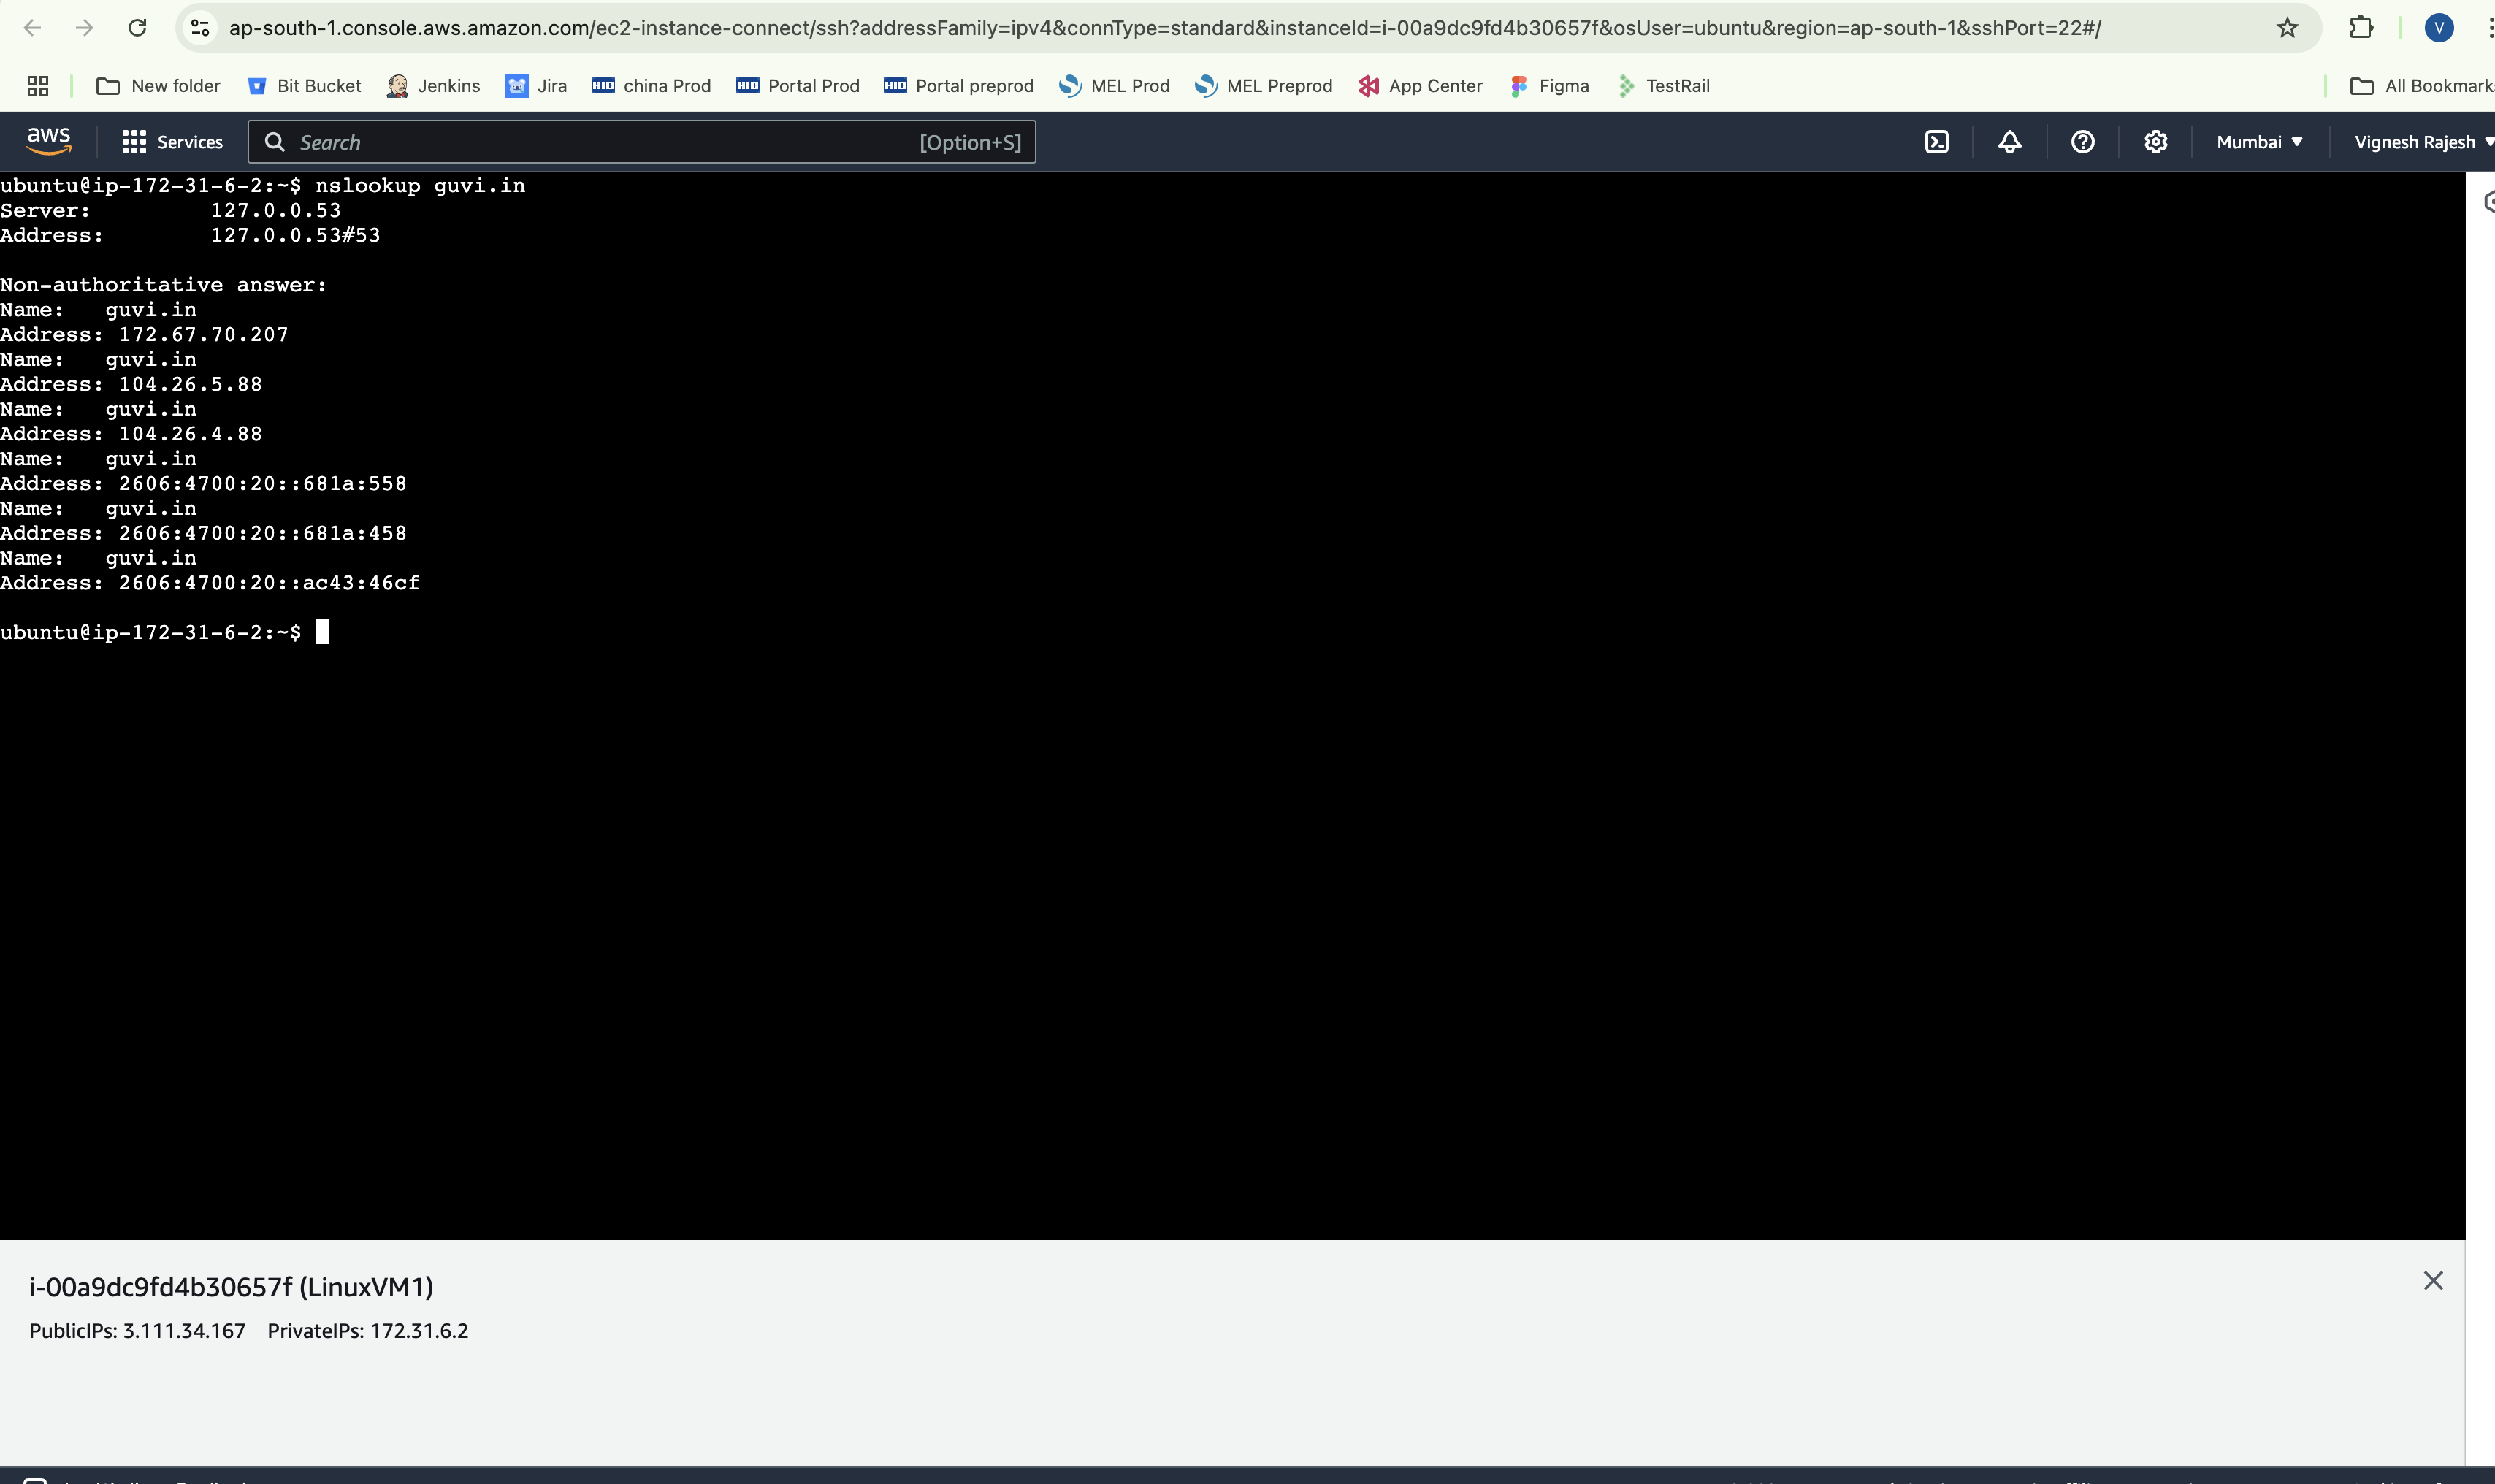 ap-south-1.console.aws.amazon.com/ec2-instance-connect/ssh?addressFamily=ipv4&connType=standard&instanceId=i-00a9dc9fd4b30657f&osUser=ubuntu&region=ap-south-1&sshPort=22#/ V
New folder Bit Bucket Jenkins Jira HID china Prod HID Portal Prod HID Portal preprod MEL Prod MEL Preprod App Center Figma TestRail All Bookmark
aws Services Search [Option+S] Mumbai Vignesh Rajesh
ubuntu@ip-172-31-6-2:~$ nslookup guvi.in
Server: 127.0.0.53
Address: 127.0.0.53#53
Non-authoritative answer:
Name: guvi.in
Address: 172.67.70.207
Name: guvi.in
Address: 104.26.5.88
Name: guvi.in
Address: 104.26.4.88
Name: guvi.in
Address: 2606:4700:20::681a:558
Name: guvi.in
Address: 2606:4700:20::681a:458
Name: guvi.in
Address: 2606:4700:20::ac43:46cf
ubuntu@ip-172-31-6-2:~$
i-00a9dc9fd4b30657f (LinuxVM1)
PublicIPs: 3.111.34.167 PrivateIPs: 172.31.6.2